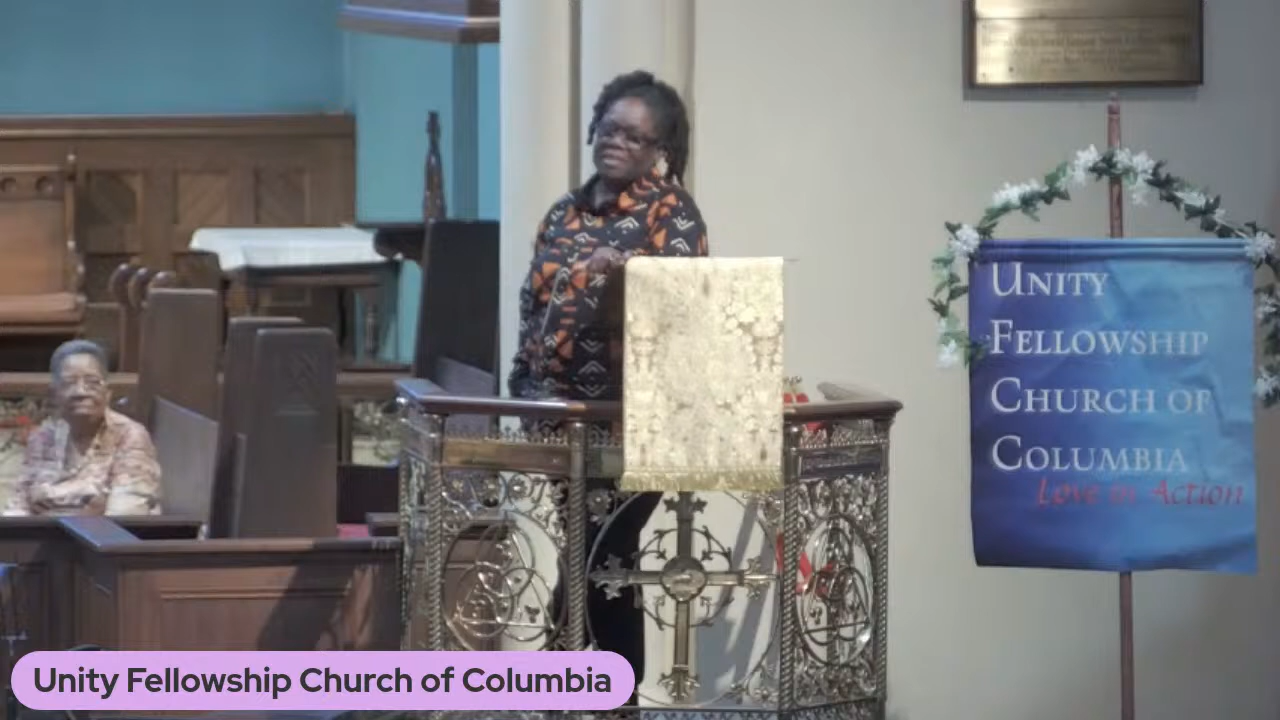 UNITY
FELLOWSHIP
CHURCH OF
COLUMBIA
Love in Action
Unity Fellowship Church of Columbia